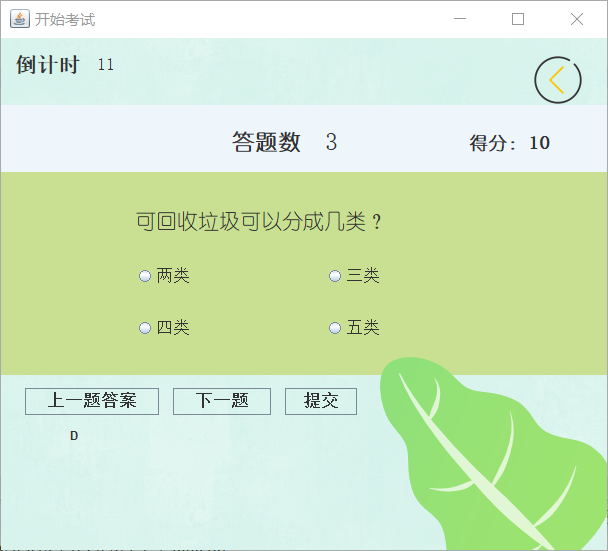 开始考试
倒计时 11
答题数 3 得分：10
可回收垃圾可以分成几类？
两类 三类
四类 五类
上一题答案 下一题 提交
D